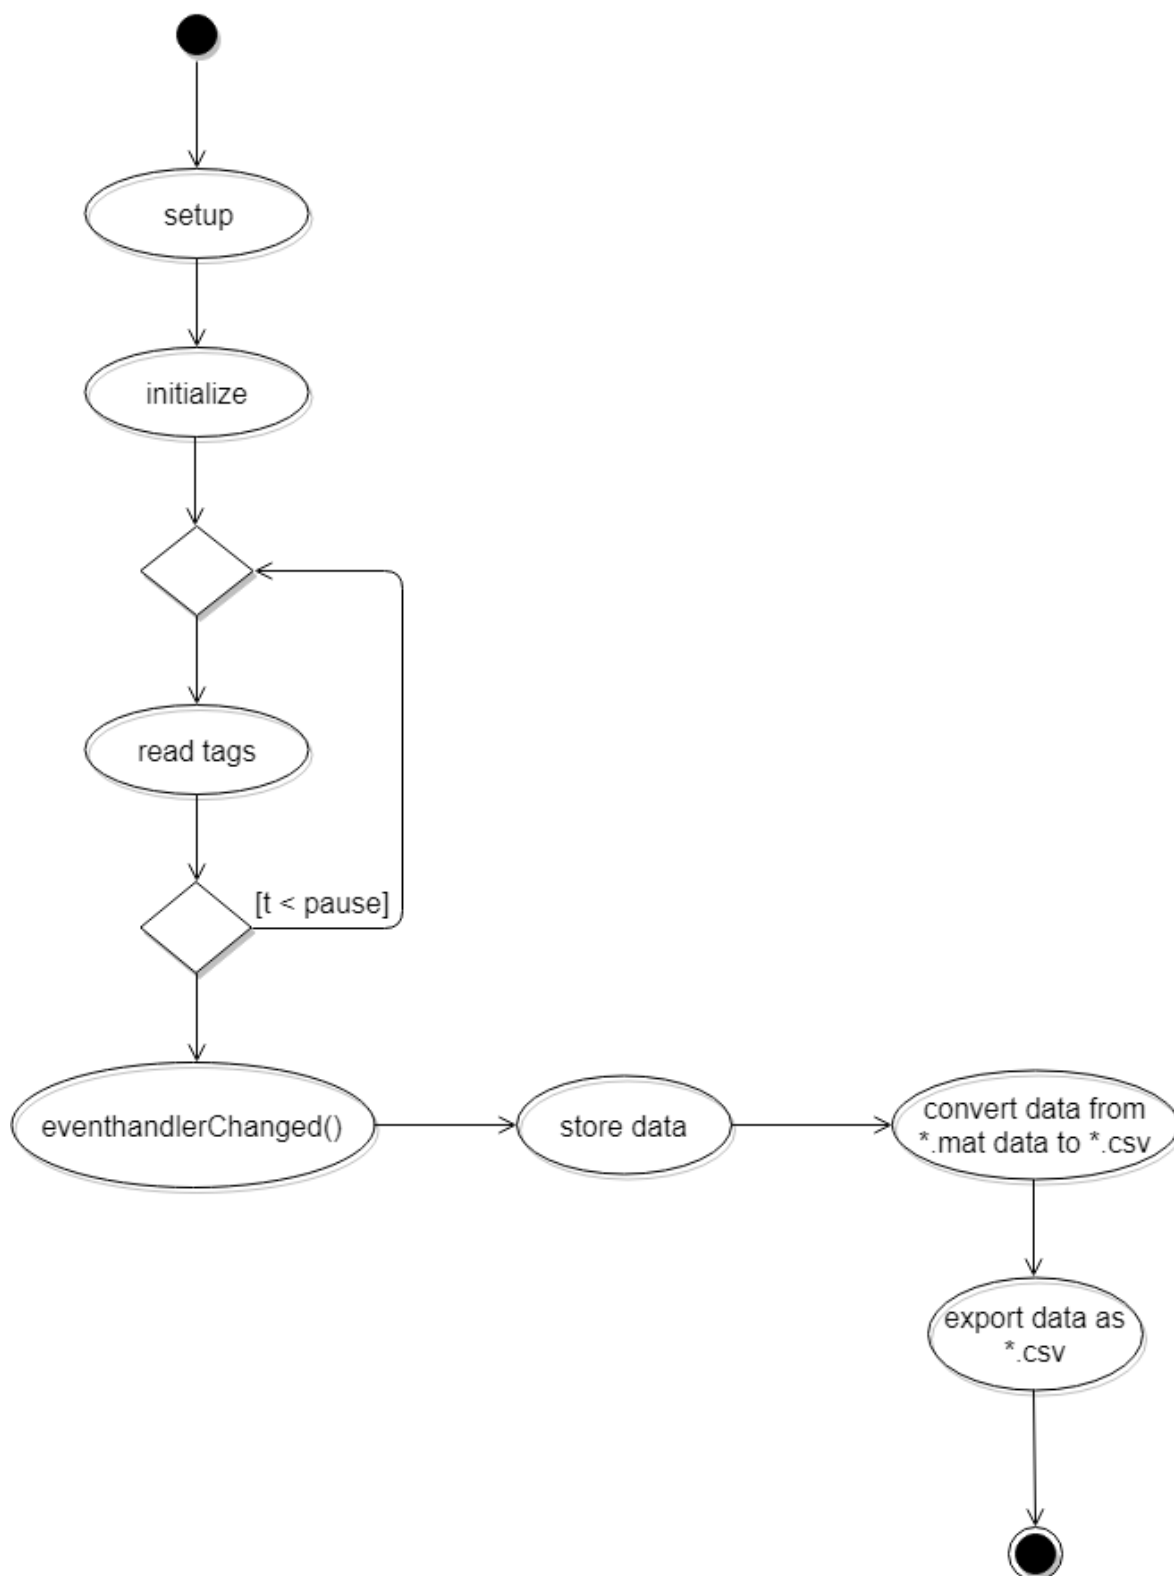 setup
initialize
read tags
[t < pause]
eventhandlerChanged()
store data
convert data from
*.mat data to *.csv
export data as
*.csv